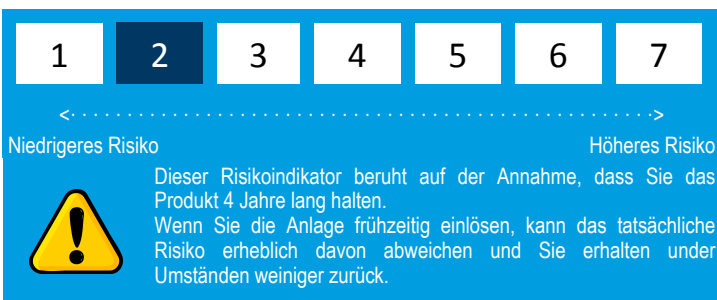 1 2 3 4 5 6 7
<· · · · · · · · · · · · · · · · · · · · · · · · · · · · · · · · · · · · · · · · · · · · · · · · · · · ·>
Niedrigeres Risiko Höheres Risiko
Dieser Risikoindikator beruht auf der Annahme, dass Sie das
Produkt 4 Jahre lang halten.
Wenn Sie die Anlage frühzeitig einlösen, kann das tatsächliche
Risiko erheblich davon abweichen und Sie erhalten under
Umständen weiniger zurück.
!